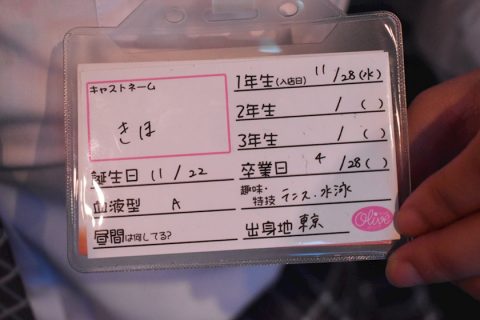 キャストネーム
きほ
誕生日 11/22
血液型 A
昼間は何してる?
1年生(入店日) 11/28(水)
2年生 / ( )
3年生 / ( )
卒業日 4/28( )
趣味・特技 テニス・水泳
出身地 東京
Olive